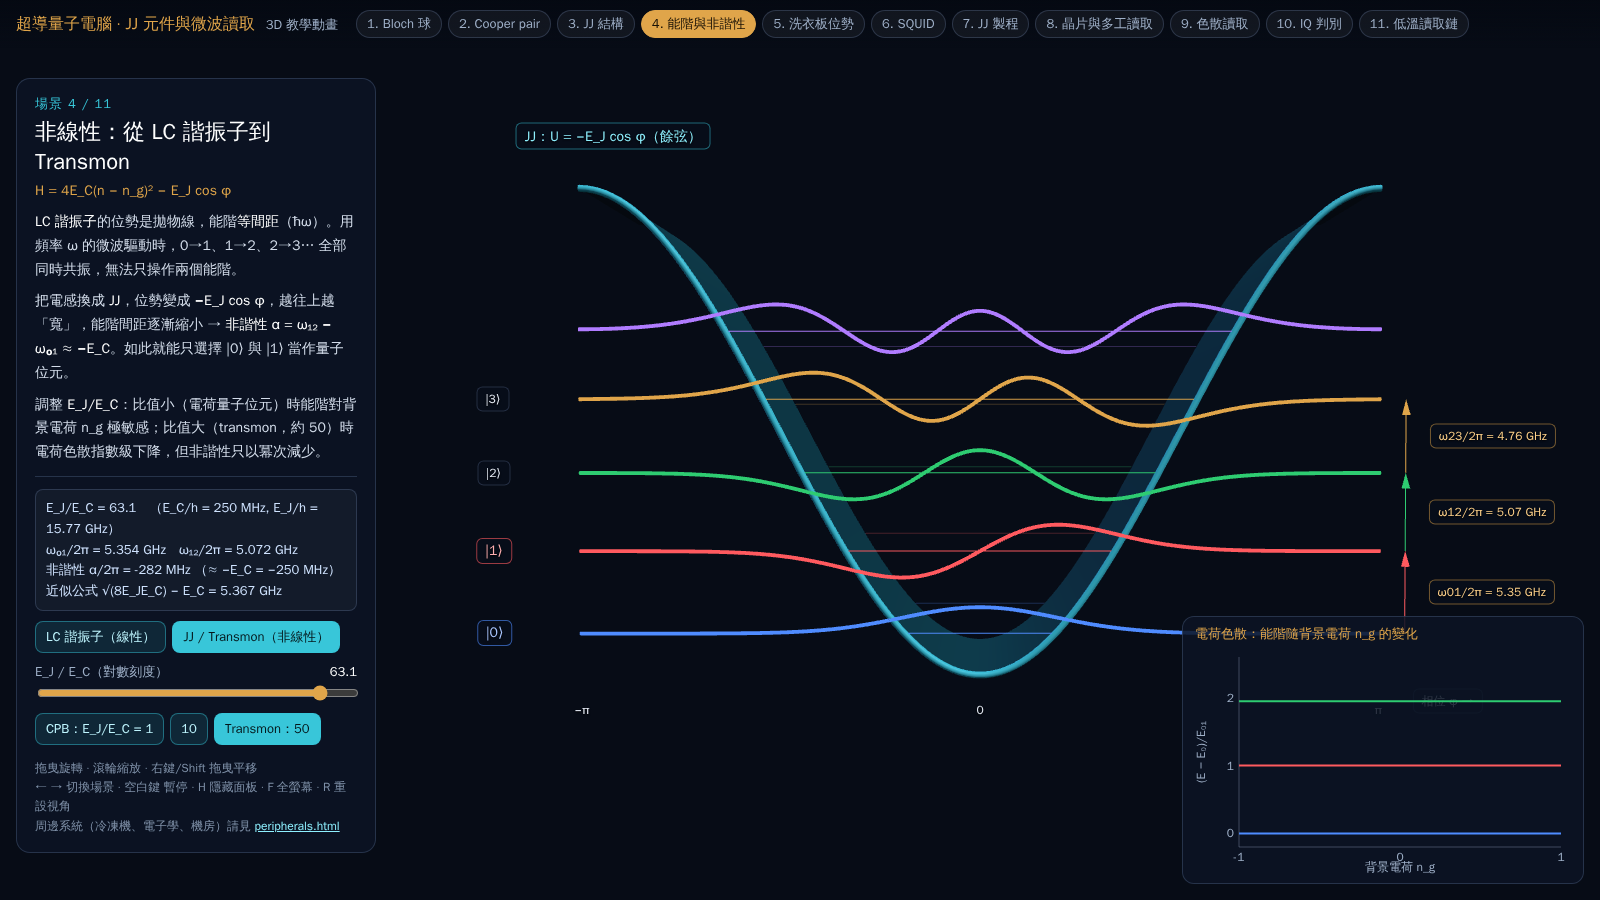 超導量子電腦 · JJ 元件與微波讀取 3D 教學動畫 1. Bloch 球 2. Cooper pair 3. JJ 結構 4. 能階與非諧性 5. 洗衣板位勢 6. SQUID 7. JJ 製程 8. 晶片與多工讀取 9. 色散讀取 10. IQ 判別 11. 低溫讀取鏈
場景 4 / 11
非線性：從 LC 諧振子到
Transmon
H = 4E_C(n − n_g)² − E_J cos φ
LC 諧振子的位勢是拋物線，能階等間距（ħω）。用
頻率 ω 的微波驅動時，0→1、1→2、2→3⋯ 全部
同時共振，無法只操作兩個能階。
把電感換成 JJ，位勢變成 −E_J cos φ，越往上越
「寬」，能階間距逐漸縮小 → 非諧性 α = ω₁₂ −
ω₀₁ ≈ −E_C。如此就能只選擇 |0⟩ 與 |1⟩ 當作量子
位元。
調整 E_J/E_C：比值小（電荷量子位元）時能階對背
景電荷 n_g 極敏感；比值大（transmon，約 50）時
電荷色散指數級下降，但非諧性只以冪次減少。
E_J/E_C = 63.1 （E_C/h = 250 MHz, E_J/h =
15.77 GHz）
ω₀₁/2π = 5.354 GHz ω₁₂/2π = 5.072 GHz
非諧性 α/2π = -282 MHz （≈ −E_C = −250 MHz）
近似公式 √(8E_JE_C) − E_C = 5.367 GHz
LC 諧振子（線性） JJ / Transmon（非線性）
E_J / E_C（對數刻度） 63.1
CPB：E_J/E_C = 1 10 Transmon：50
拖曳旋轉 · 滾輪縮放 · 右鍵/Shift 拖曳平移
← → 切換場景 · 空白鍵 暫停 · H 隱藏面板 · F 全螢幕 · R 重
設視角
周邊系統（冷凍機、電子學、機房）請見 peripherals.html
JJ：U = −E_J cos φ（餘弦）
|3⟩
|2⟩
|1⟩
|0⟩
−π 0
ω23/2π = 4.76 GHz
ω12/2π = 5.07 GHz
ω01/2π = 5.35 GHz
電荷色散：能階隨背景電荷 n_g 的變化
(E − E₀)/E₀₁
2
1
0
相位 φ
π
-1 0 1
背景電荷 n_g